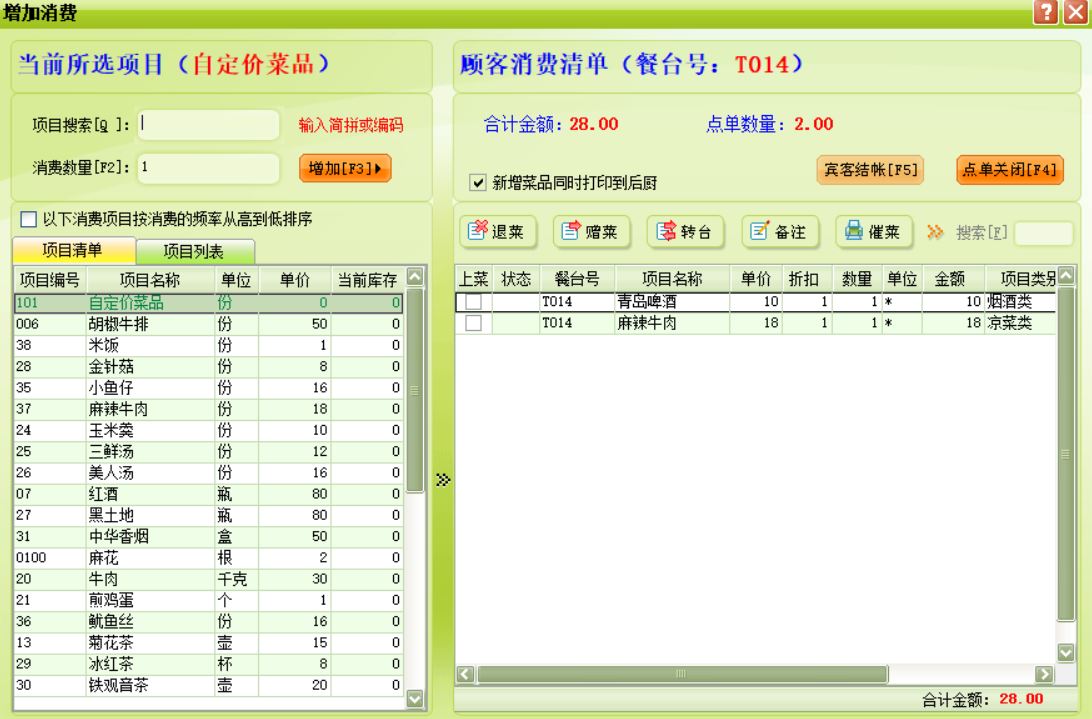 增加消费
当前所选项目（自定价菜品）
项目搜索[Q ]: 输入简拼或编码
消费数量[F2]: 1 增加[F3]
以下消费项目按消费的频率从高到低排序
项目清单 项目列表
项目编号 项目名称 单位 单价 当前库存
101 自定价菜品 份 0 0
006 胡椒牛排 份 50 0
38 米饭 份 1 0
28 金针菇 份 8 0
35 小鱼仔 份 16 0
37 麻辣牛肉 份 18 0
24 玉米羹 份 10 0
25 三鲜汤 份 12 0
26 美人汤 份 16 0
07 红酒 瓶 80 0
27 黑土地 瓶 80 0
31 中华香烟 盒 50 0
0100 麻花 根 2 0
20 牛肉 千克 30 0
21 煎鸡蛋 个 1 0
36 鱿鱼丝 份 16 0
13 菊花茶 壶 15 0
29 冰红茶 杯 8 0
30 铁观音茶 壶 20 0
顾客消费清单（餐台号：T014）
合计金额：28.00 点单数量：2.00
新增菜品同时打印到后厨 宾客结帐[F5] 点单关闭[F4]
退菜 赠菜 转台 备注 催菜 搜索[F]
上菜 状态 餐台号 项目名称 单价 折扣 数量 单位 金额 项目类别
T014 青岛啤酒 10 1 1 * 10 烟酒类
T014 麻辣牛肉 18 1 1 * 18 凉菜类
合计金额：28.00